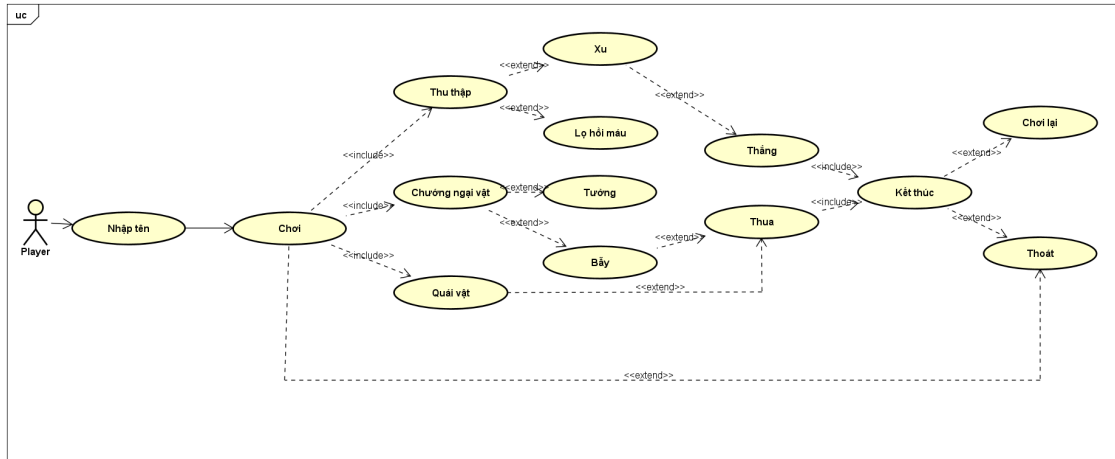 uc
Xu
<<extend>>
Thu thập
<<extend>>
<<extend>>
Lọ hồi máu
Chơi lại
<<extend>>
Thắng
<<include>>
<<include>>
Chướng ngại vật
<<extend>>
Tường
Kết thúc
<<include>>
<<include>>
Thua
<<extend>>
<<extend>>
Player
Nhập tên
Chơi
<<extend>>
<<include>>
Bẫy
Thoát
Quái vật
<<extend>>
<<extend>>